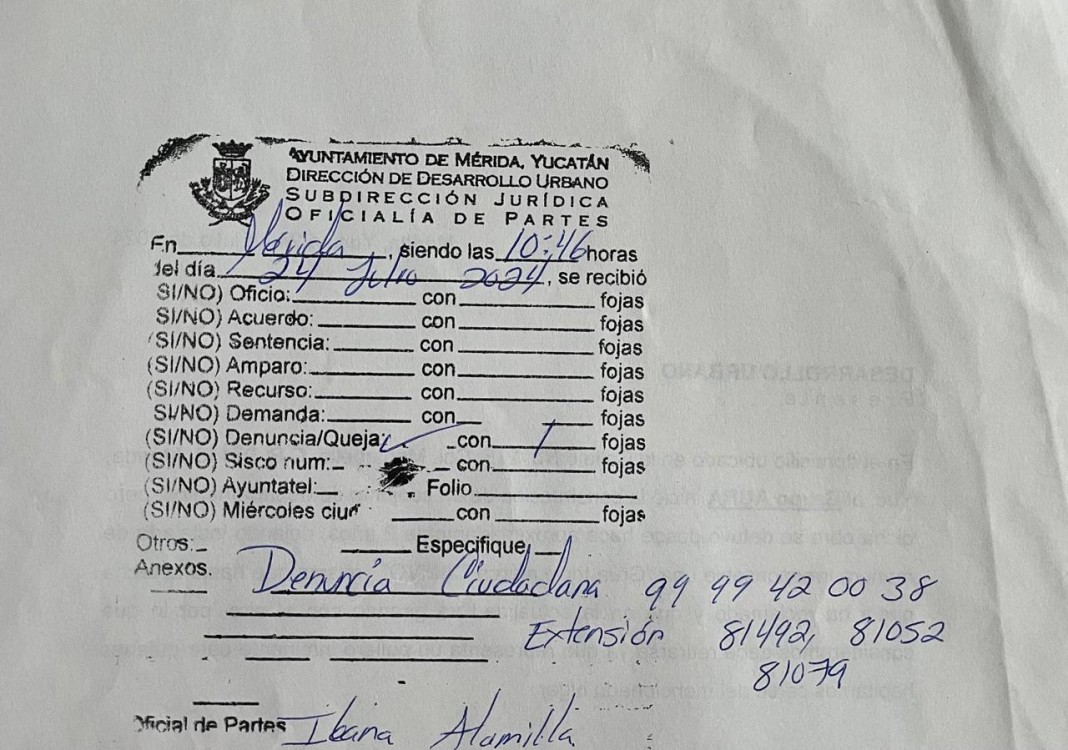 AYUNTAMIENTO DE MÉRIDA, YUCATÁN
DIRECCIÓN DE DESARROLLO URBANO
SUBDIRECCIÓN JURÍDICA
OFICIALÍA DE PARTES
En Mérida, siendo las 10:46 horas
del día 24 Julio 2024, se recibió
SI/NO) Oficio: con fojas
SI/NO) Acuerdo: con fojas
(SI/NO) Sentencia: con fojas
(SI/NO) Amparo: con fojas
(SI/NO) Recurso: con fojas
SI/NO) Demanda: con fojas
(SI/NO) Denuncia/Queja: ✓ con 1 fojas
(SI/NO) Sisco num: con fojas
(SI/NO) Ayuntatel: Folio
(SI/NO) Miércoles ciu con fojas
Otros: Especifique
Anexos.
Denuncia Ciudadana 99 99 42 00 38
Extensión 81492, 81052
81079
Oficial de Partes Ibana Alamilla